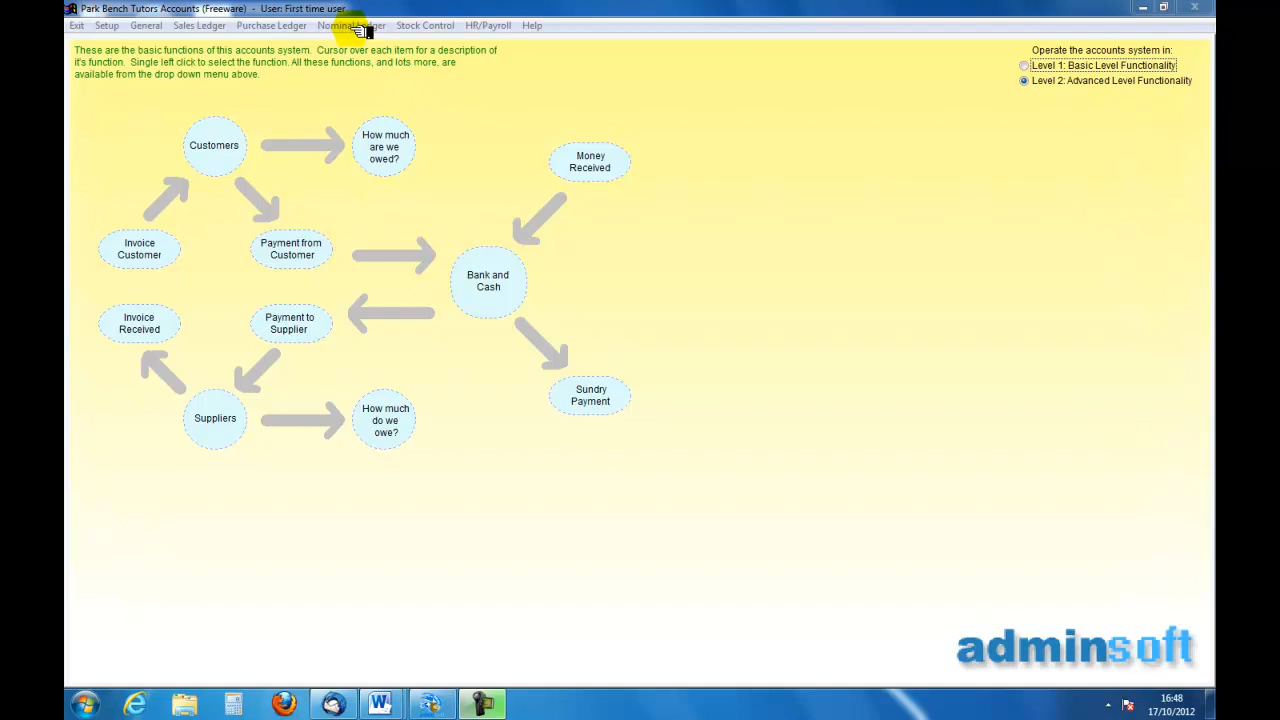 Park Bench Tutors Accounts (Freeware) - User: First time user
Exit Setup General Sales Ledger Purchase Ledger Nominal Ledger Stock Control HR/Payroll Help
These are the basic functions of this accounts system. Cursor over each item for a description of
it's function. Single left click to select the function. All these functions, and lots more, are
available from the drop down menu above.
Operate the accounts system in:
Level 1: Basic Level Functionality
Level 2: Advanced Level Functionality
Customers
How much
are we
owed?
Money
Received
Invoice
Customer
Payment from
Customer
Bank and
Cash
Invoice
Received
Payment to
Supplier
Sundry
Payment
Suppliers
How much
do we
owe?
adminsoft
16:48
17/10/2012